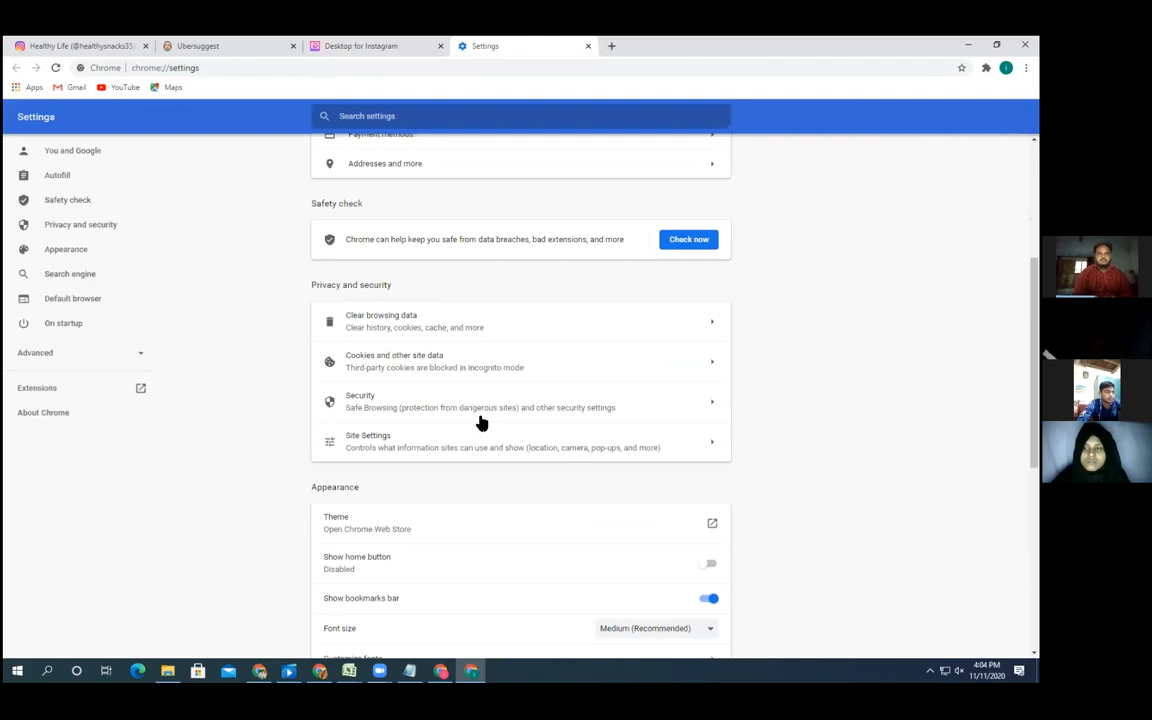 Healthy Life (@healthysnacks35)
Ubersuggest
Desktop for Instagram
Settings
Chrome | chrome://settings
Apps
Gmail
YouTube
Maps
Settings
Search settings
You and Google
Autofill
Safety check
Privacy and security
Appearance
Search engine
Default browser
On startup
Advanced
Extensions
About Chrome
Payment methods
Addresses and more
Safety check
Chrome can help keep you safe from data breaches, bad extensions, and more
Check now
Privacy and security
Clear browsing data
Clear history, cookies, cache, and more
Cookies and other site data
Third-party cookies are blocked in Incognito mode
Security
Safe Browsing (protection from dangerous sites) and other security settings
Site Settings
Controls what information sites can use and show (location, camera, pop-ups, and more)
Appearance
Theme
Open Chrome Web Store
Show home button
Disabled
Show bookmarks bar
Font size
Medium (Recommended)
Customize fonts
4:04 PM
11/11/2020